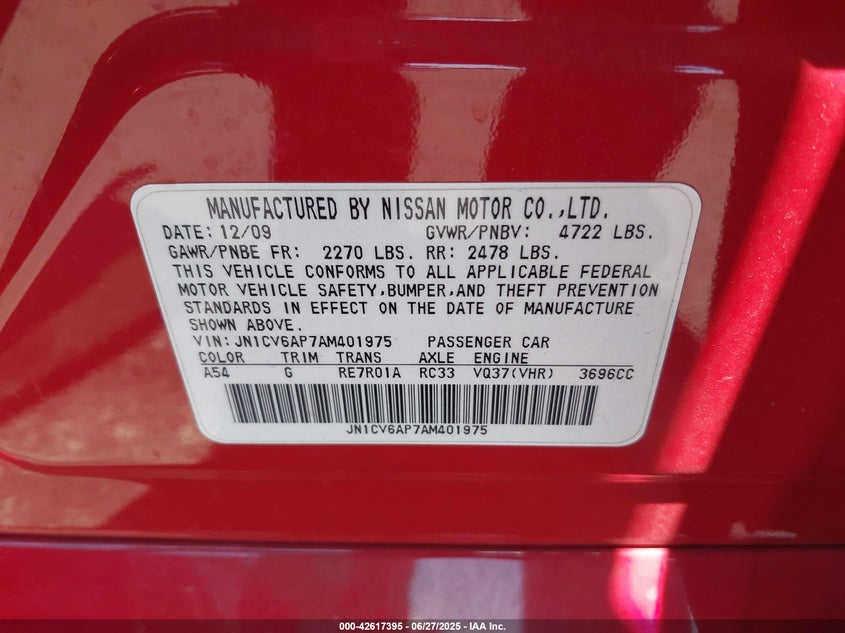 MANUFACTURED BY NISSAN MOTOR CO.,LTD.
DATE: 12/09 GVWR/PNBV: 4722 LBS.
GAWR/PNBE FR: 2270 LBS. RR: 2478 LBS.
THIS VEHICLE CONFORMS TO ALL APPLICABLE FEDERAL
MOTOR VEHICLE SAFETY,BUMPER,AND THEFT PREVENTION
STANDARDS IN EFFECT ON THE DATE OF MANUFACTURE
SHOWN ABOVE.
VIN: JN1CV6AP7AM401975 PASSENGER CAR
COLOR TRIM TRANS AXLE ENGINE
A54 G RE7R01A RC33 VQ37(VHR) 3696CC
JN1CV6AP7AM401975
000-42617395 | 06/27/2025 - IAA Inc.